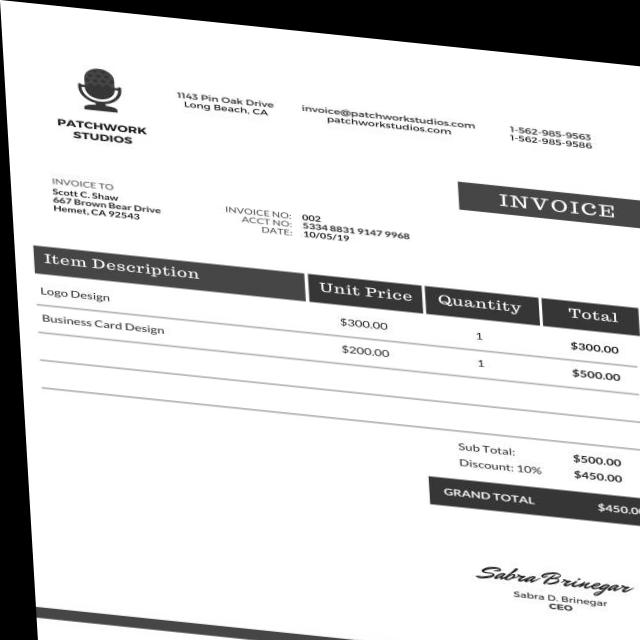 PATCHWORK
STUDIOS
1143 Pin Oak Drive
Long Beach, CA
invoice@patchworkstudios.com
patchworkstudios.com
1-562-985-9563
1-562-985-9586
INVOICE TO
Scott C. Shaw
667 Brown Bear Drive
Hemet, CA 92543
INVOICE NO: 002
ACCT NO: 5334 8831 9147 9968
DATE: 10/05/19
INVOICE
Item Description Unit Price Quantity Total
Logo Design $300.00 1 $300.00
Business Card Design $200.00 1 $500.00
Sub Total: $500.00
Discount: 10% $450.00
GRAND TOTAL $450.00
Sabra Brinegar
Sabra D. Brinegar
CEO